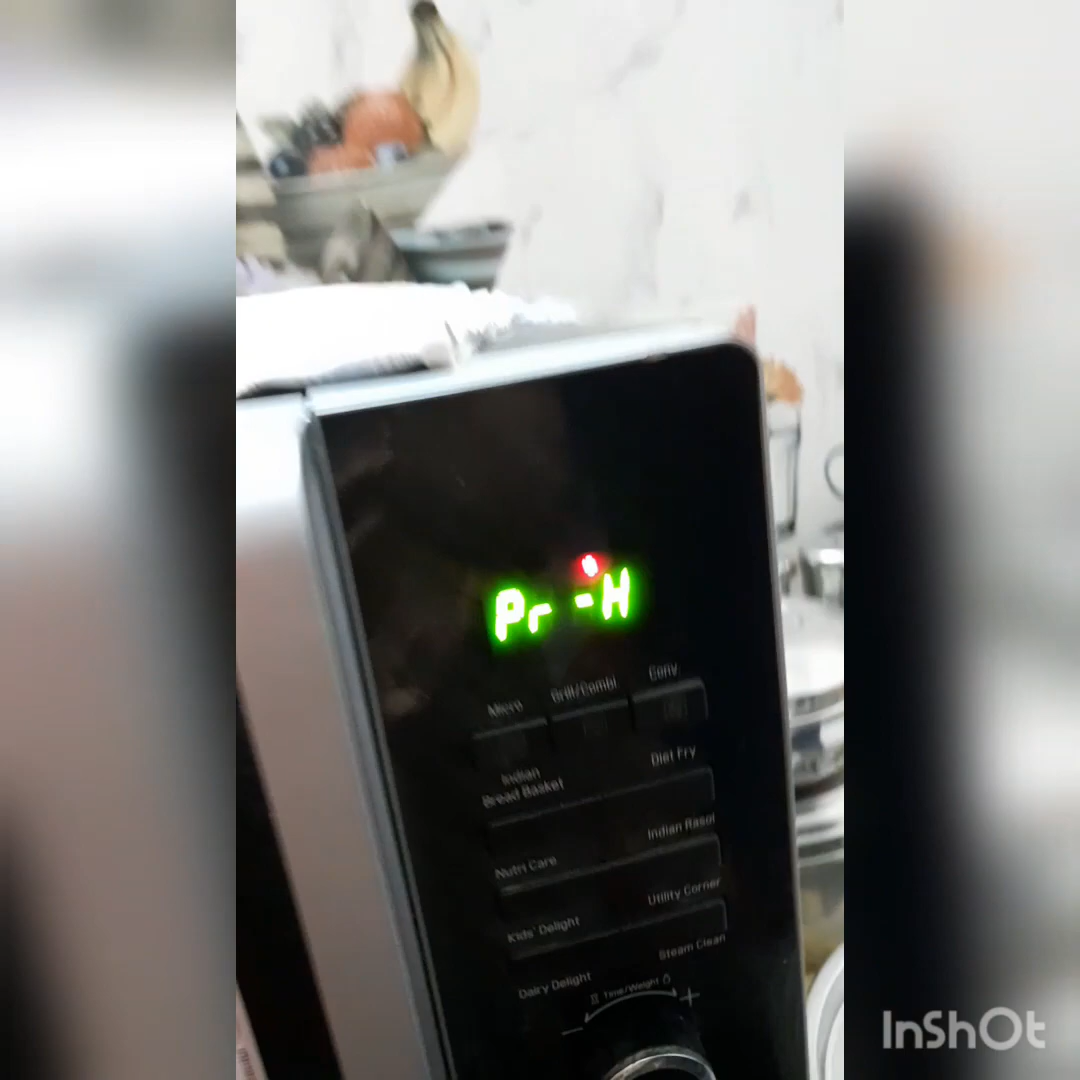 Pr -H
Micro Grill/Combi Conv
Indian
Bread Basket
Diet Fry
Nutri Care
Indian Rasoi
Kids' Delight
Utility Corner
Dairy Delight
Steam Clean
Time/Weight
− +
InShOt